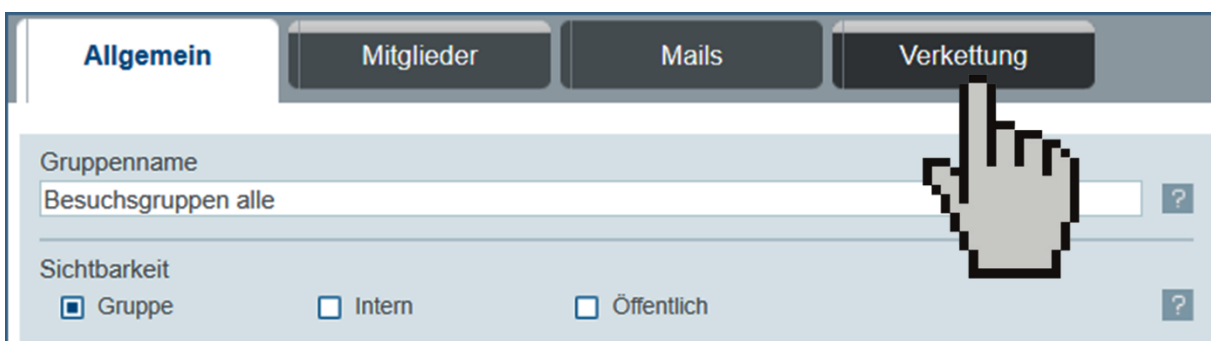 Allgemein Mitglieder Mails Verkettung
Gruppenname
Besuchsgruppen alle ?
Sichtbarkeit
Gruppe Intern Öffentlich ?